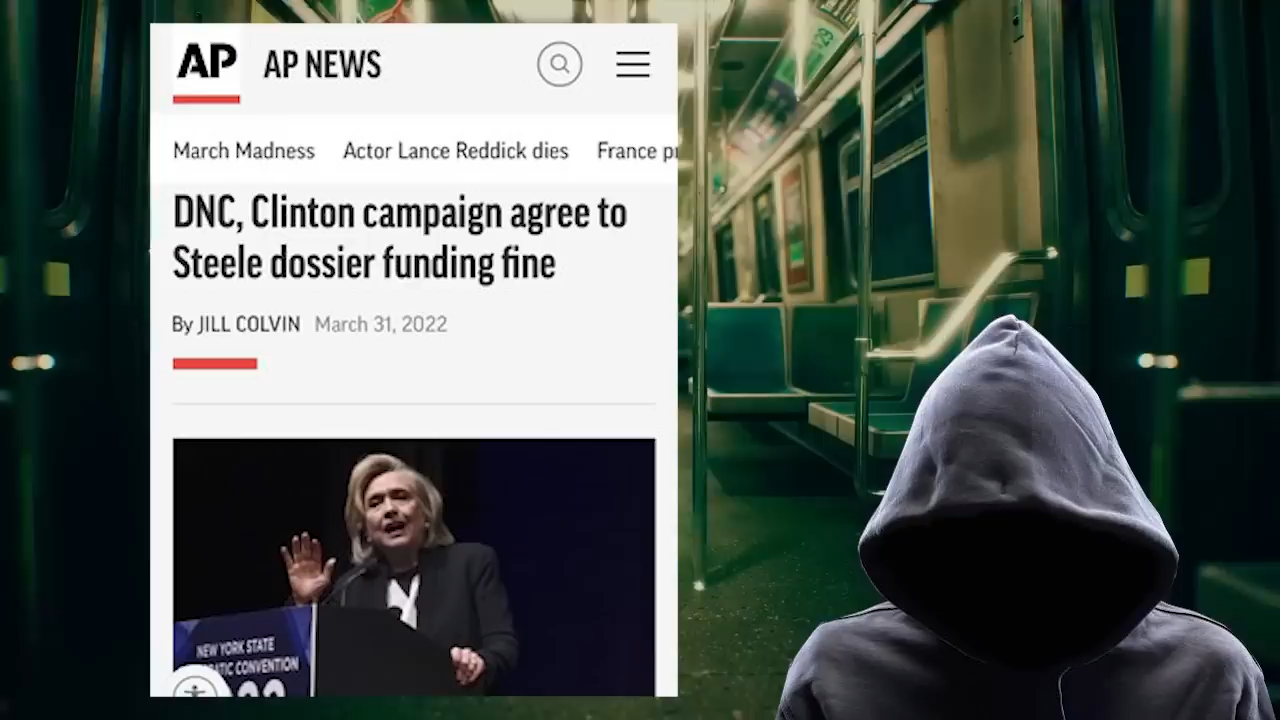 AP AP NEWS
March Madness Actor Lance Reddick dies France
DNC, Clinton campaign agree to
Steele dossier funding fine
By JILL COLVIN March 31, 2022
NEW YORK STATE
CONVENTION